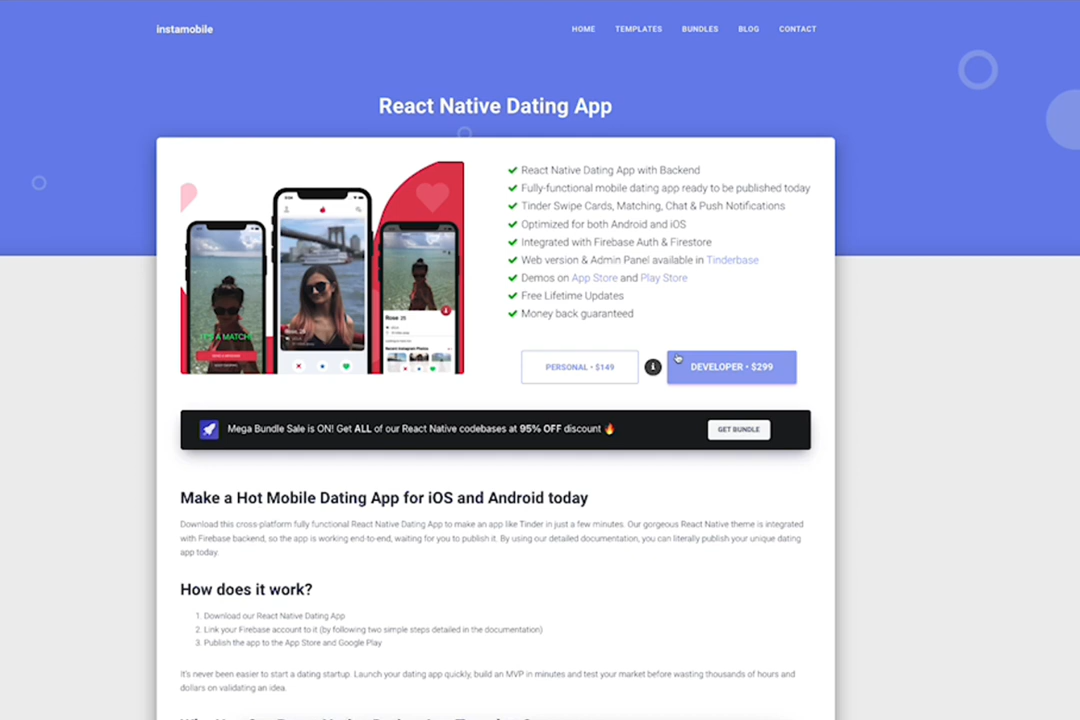 instamobile
HOME TEMPLATES BUNDLES BLOG CONTACT
React Native Dating App
React Native Dating App with Backend
Fully-functional mobile dating app ready to be published today
Tinder Swipe Cards, Matching, Chat & Push Notifications
Optimized for both Android and iOS
Integrated with Firebase Auth & Firestore
Web version & Admin Panel available in Tinderbase
Demos on App Store and Play Store
Free Lifetime Updates
Money back guaranteed
IT'S A MATCH!
Rose, 25
Rose 25
Recent Instagram Photos
PERSONAL • $149
i
DEVELOPER • $299
Mega Bundle Sale is ON! Get ALL of our React Native codebases at 95% OFF discount 🔥
GET BUNDLE
Make a Hot Mobile Dating App for iOS and Android today
Download this cross-platform fully functional React Native Dating App to make an app like Tinder in just a few minutes. Our gorgeous React Native theme is integrated
with Firebase backend, so the app is working end-to-end, waiting for you to publish it. By using our detailed documentation, you can literally publish your unique dating
app today.
How does it work?
1. Download our React Native Dating App
2. Link your Firebase account to it (by following two simple steps detailed in the documentation)
3. Publish the app to the App Store and Google Play
It's never been easier to start a dating startup. Launch your dating app quickly, build an MVP in minutes and test your market before wasting thousands of hours and
dollars on validating an idea.